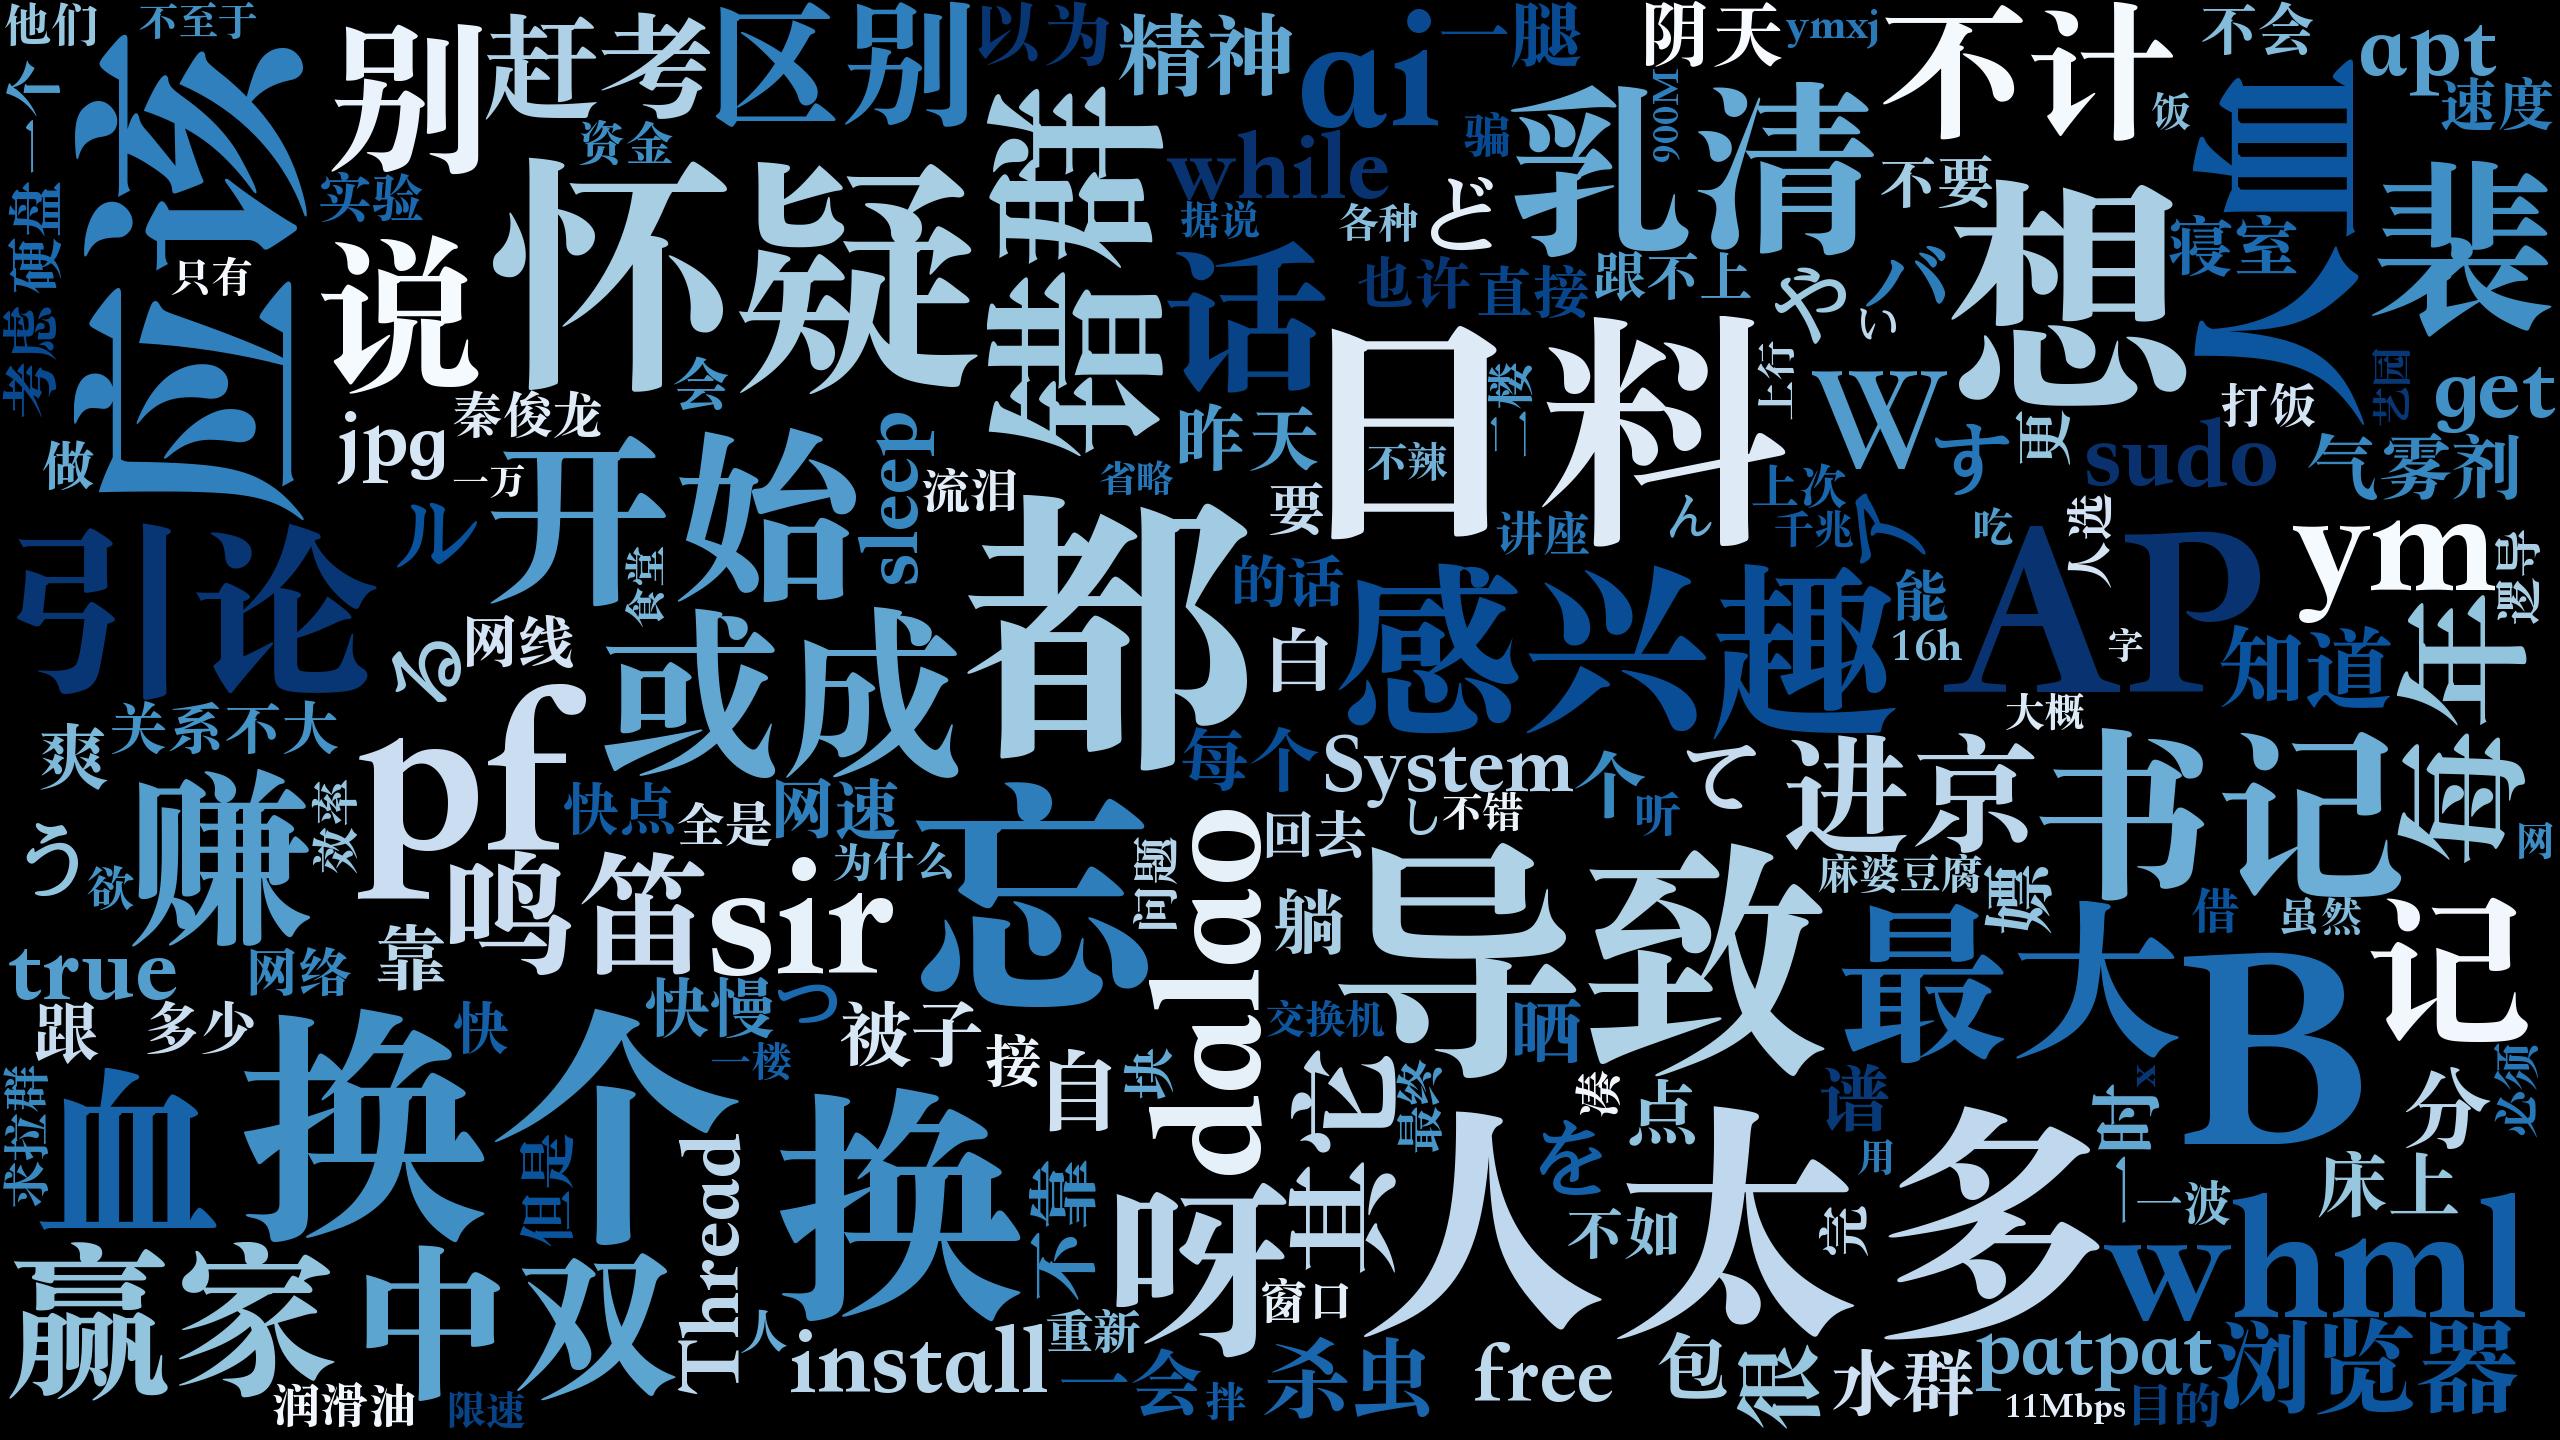 他们
不至于
别
赶考
区别
以为
精神
ai
一腿
阴天
ymxj
不计
不会
apt
一个
应该
资金
错群
while
骗
乳清
900M
饭
人血
速度
硬盘
实验
怀疑
据说
各种
ど
不要
想
寝室
裴
只有
说
话
也许
直接
跟不上
や
バ
い
考虑
会
日料
二楼
上行
W
艺园
get
jpg
秦俊龙
昨天
不辣
す
更
打饭
做
一万
开始
sleep
流泪
省略
要
ん
上次
sudo
气雾剂
引论
ル
食堂
都
讲座
千兆
吃
人选
AP
ym
逻导
的话
感兴趣
能
る
网线
或成
白
16h
字
知道
每年
爽
关系不大
pf
每个
System
个
て
大概
进京
书记
赚
效率
快点
全是
网速
忘
dalao
回去
し
不错
听
网
う
欲
鸣笛
sir
为什么
问题
躺
导致
麻婆豆腐
嫖
借
虽然
记
true
网络
靠
最大
B
跟
多少
换个
快
快慢
つ
被子
接
交换机
晒
求拉群
血
一楼
换
自
块
其它
最终
凑
点
谱
一时
x
分
必须
但是
Thread
不靠
呀
人太多
を
不如
完
用
一波
whml
床上
赢家
中双
人
install
重新
窗口
润滑油
限速
一会
拌
杀虫
free
包
很
水群
patpat
11Mbps
目的
浏览器